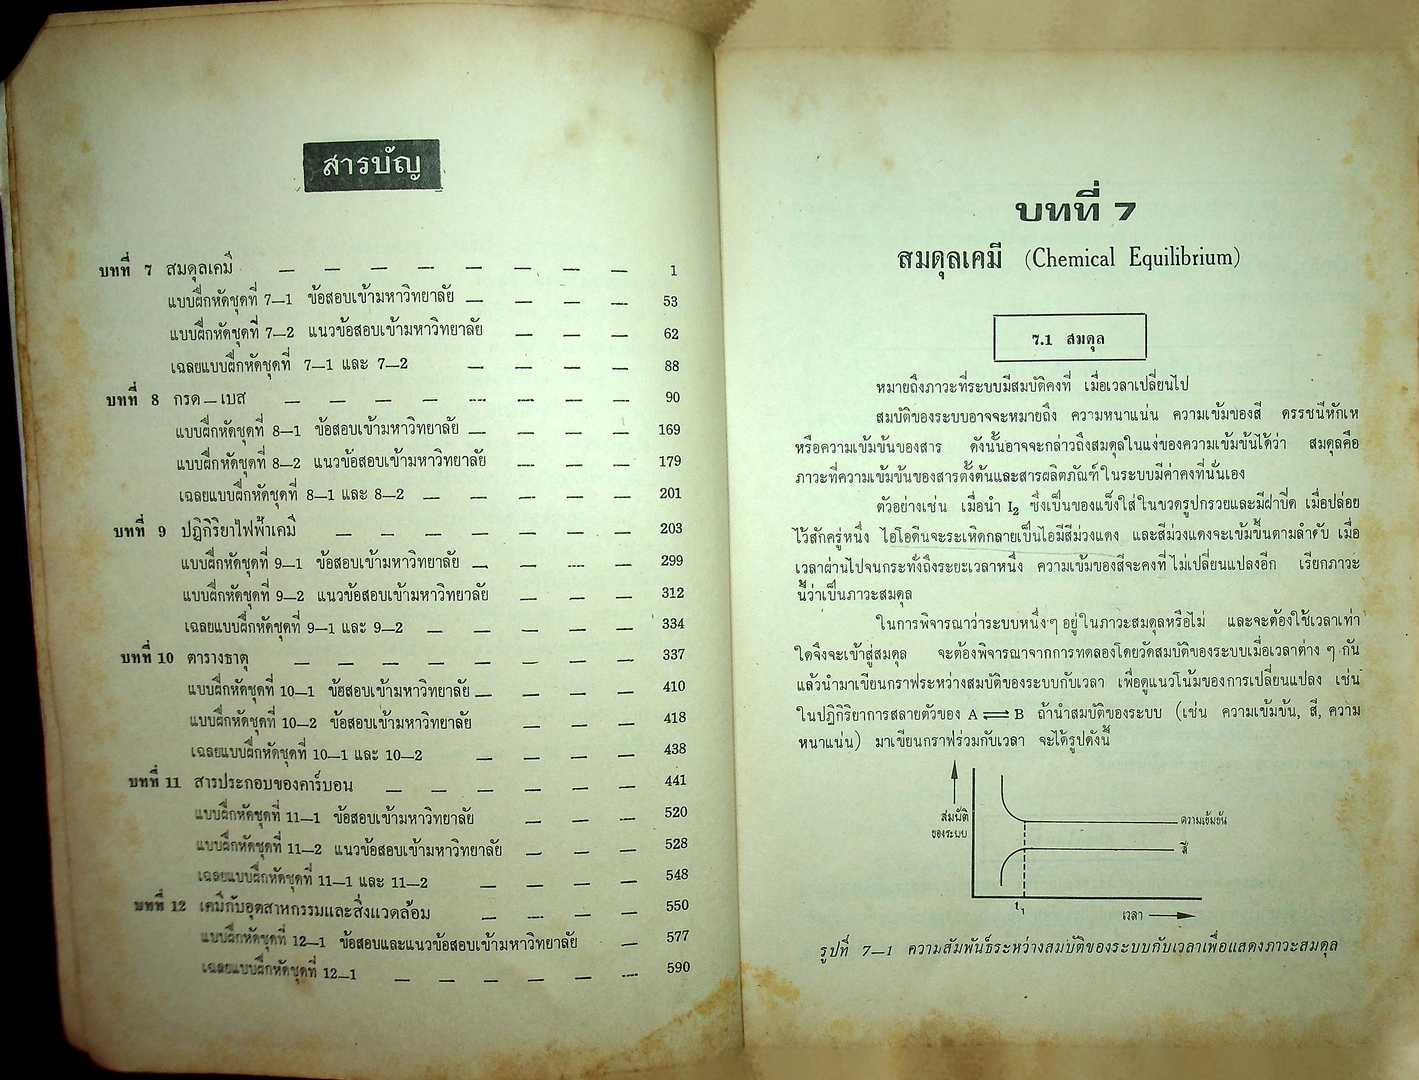 สารบัญ
บทที่ 7 สมดุลเคมี — — — — — — — — 1
แบบฝึกหัดชุดที่ 7—1 ข้อสอบเข้ามหาวิทยาลัย — — — — 53
แบบฝึกหัดชุดที่ 7—2 แนวข้อสอบเข้ามหาวิทยาลัย — — — 62
เฉลยแบบฝึกหัดชุดที่ 7—1 และ 7—2 — — — — 88
บทที่ 8 กรด – เบส — — — — — — — — 90
แบบฝึกหัดชุดที่ 8—1 ข้อสอบเข้ามหาวิทยาลัย — — — — 169
แบบฝึกหัดชุดที่ 8—2 แนวข้อสอบเข้ามหาวิทยาลัย — — — 179
เฉลยแบบฝึกหัดชุดที่ 8—1 และ 8—2 — — — — — 201
บทที่ 9 ปฏิกิริยาไฟฟ้าเคมี — — — — — — — 203
แบบฝึกหัดชุดที่ 9—1 ข้อสอบเข้ามหาวิทยาลัย — — — — 299
แบบฝึกหัดชุดที่ 9—2 แนวข้อสอบเข้ามหาวิทยาลัย — — — 312
เฉลยแบบฝึกหัดชุดที่ 9—1 และ 9—2 — — — — — 334
บทที่ 10 ตารางธาตุ — — — — — — — — 337
แบบฝึกหัดชุดที่ 10—1 ข้อสอบเข้ามหาวิทยาลัย — — — — 410
แบบฝึกหัดชุดที่ 10—2 ข้อสอบเข้ามหาวิทยาลัย — — — 418
เฉลยแบบฝึกหัดชุดที่ 10—1 และ 10—2 — — — — 438
บทที่ 11 สารประกอบของคาร์บอน — — — — — — 441
แบบฝึกหัดชุดที่ 11—1 ข้อสอบเข้ามหาวิทยาลัย — — — 520
แบบฝึกหัดชุดที่ 11—2 แนวข้อสอบเข้ามหาวิทยาลัย — — — 528
เฉลยแบบฝึกหัดชุดที่ 11—1 และ 11—2 — — — — 548
บทที่ 12 เคมีกับอุตสาหกรรมและสิ่งแวดล้อม — — — — 550
แบบฝึกหัดชุดที่ 12—1 ข้อสอบและแนวข้อสอบเข้ามหาวิทยาลัย — 577
เฉลยแบบฝึกหัดชุดที่ 12—1 — — — — — — 590
บทที่ 7
สมดุลเคมี (Chemical Equilibrium)
7.1 สมดุล
หมายถึงภาวะที่ระบบมีสมบัติคงที่ เมื่อเวลาเปลี่ยนไป
สมบัติของระบบอาจจะหมายถึง ความหนาแน่น ความเข้มของสี ดรรชนีหักเห
หรือความเข้มข้นของสาร ดังนั้นอาจจะกล่าวถึงสมดุลในแง่ของความเข้มข้นได้ว่า สมดุลคือ
ภาวะที่ความเข้มข้นของสารตั้งต้นและสารผลิตภัณฑ์ในระบบมีค่าคงที่นั่นเอง
ตัวอย่างเช่น เมื่อนำ I2 ซึ่งเป็นของแข็งใส่ในขวดรูปกรวยและมีฝาปิด เมื่อปล่อย
ไว้สักครู่หนึ่ง ไอโอดีนจะระเหิดกลายเป็นไอมีสีม่วงแดง และสีม่วงแดงจะเข้มขึ้นตามลำดับ เมื่อ
เวลาผ่านไปจนกระทั่งถึงระยะเวลาหนึ่ง ความเข้มของสีจะคงที่ไม่เปลี่ยนแปลงอีก เรียกภาวะ
นี้ว่าเป็นภาวะสมดุล
ในการพิจารณาว่าระบบหนึ่งๆ อยู่ในภาวะสมดุลหรือไม่ และจะต้องใช้เวลาเท่า
ใดจึงจะเข้าสู่สมดุล จะต้องพิจารณาจากการทดลองโดยวัดสมบัติของระบบเมื่อเวลาต่าง ๆ กัน
แล้วนำมาเขียนกราฟระหว่างสมบัติของระบบกับเวลา เพื่อดูแนวโน้มของการเปลี่ยนแปลง เช่น
ในปฏิกิริยาการสลายตัวของ A ⇌ B ถ้านำสมบัติของระบบ (เช่น ความเข้มข้น, สี, ความ
หนาแน่น) มาเขียนกราฟร่วมกับเวลา จะได้รูปดังนี้
สมบัติ
ของระบบ
ความเข้มข้น
สี
t1
เวลา
รูปที่ 7—1 ความสัมพันธ์ระหว่างสมบัติของระบบกับเวลาเพื่อแสดงภาวะสมดุล